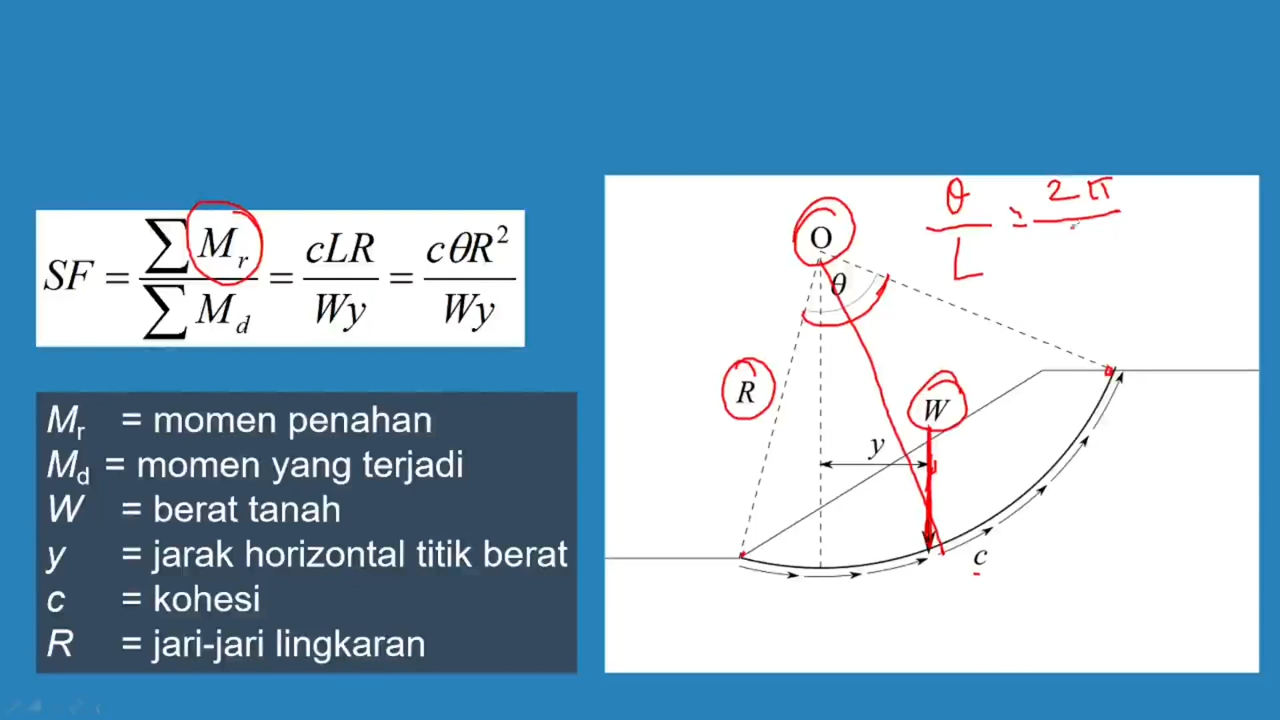 SF = ∑ M_r / ∑ M_d = cLR / Wy = cθR² / Wy
M_r = momen penahan
M_d = momen yang terjadi
W = berat tanah
y = jarak horizontal titik berat
c = kohesi
R = jari-jari lingkaran
θ / L = 2π
O
θ
R
W
y
c